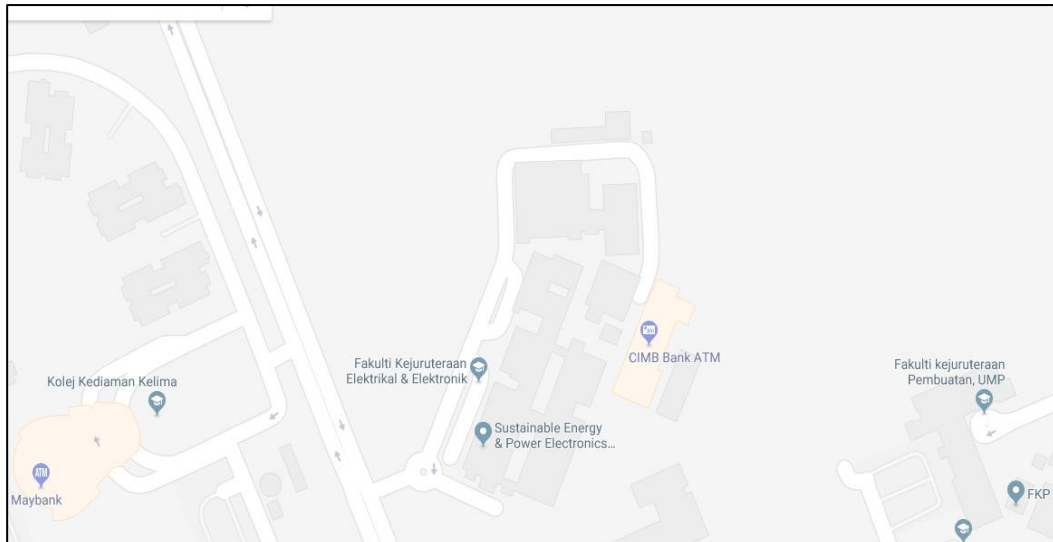 CIMB Bank ATM
Fakulti Kejuruteraan
Elektrikal & Elektronik
Fakulti kejuruteraan
Pembuatan, UMP
Kolej Kediaman Kelima
Sustainable Energy
& Power Electronics...
ATM
Maybank
FKP